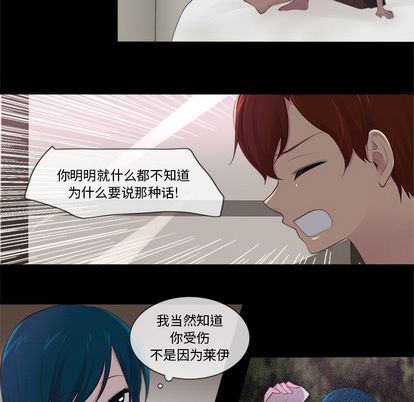 你明明就什么都不知道
为什么要说那种话!
我当然知道
你受伤
不是因为莱伊